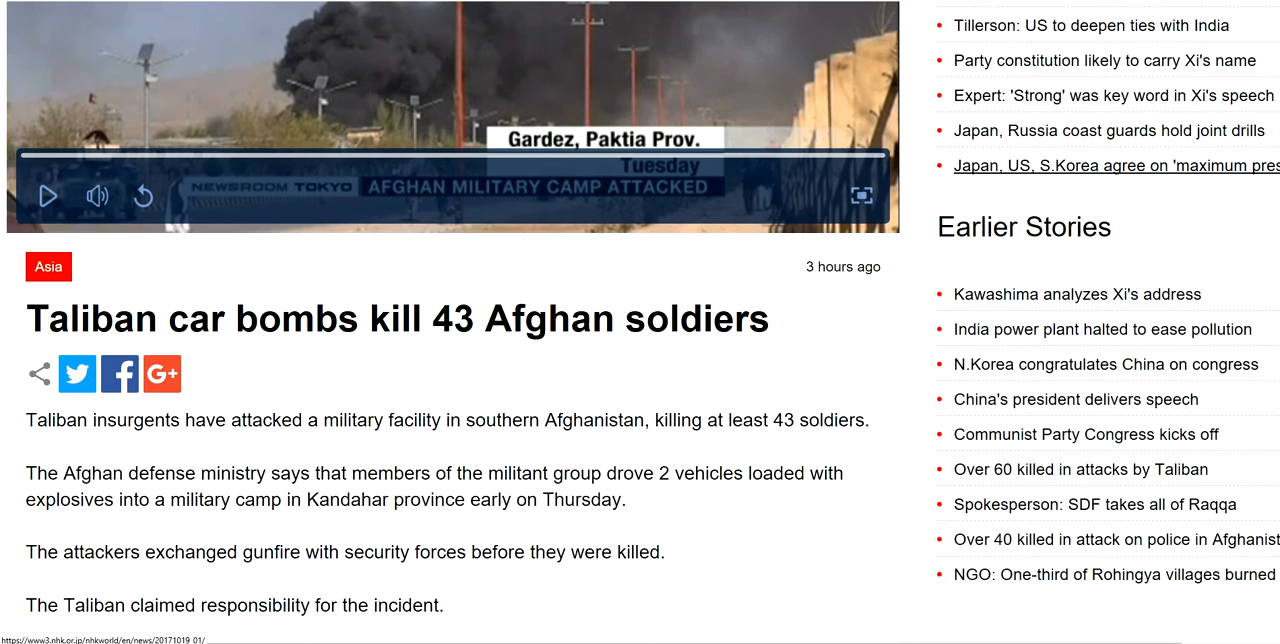 Gardez, Paktia Prov.
Tuesday
NEWSROOM TOKYO AFGHAN MILITARY CAMP ATTACKED
Asia
3 hours ago
Taliban car bombs kill 43 Afghan soldiers
G+
Taliban insurgents have attacked a military facility in southern Afghanistan, killing at least 43 soldiers.
The Afghan defense ministry says that members of the militant group drove 2 vehicles loaded with
explosives into a military camp in Kandahar province early on Thursday.
The attackers exchanged gunfire with security forces before they were killed.
The Taliban claimed responsibility for the incident.
Tillerson: US to deepen ties with India
Party constitution likely to carry Xi's name
Expert: 'Strong' was key word in Xi's speech
Japan, Russia coast guards hold joint drills
Japan, US, S.Korea agree on 'maximum pres
Earlier Stories
Kawashima analyzes Xi's address
India power plant halted to ease pollution
N.Korea congratulates China on congress
China's president delivers speech
Communist Party Congress kicks off
Over 60 killed in attacks by Taliban
Spokesperson: SDF takes all of Raqqa
Over 40 killed in attack on police in Afghanist
NGO: One-third of Rohingya villages burned
https://www3.nhk.or.jp/nhkworld/en/news/20171019_01/